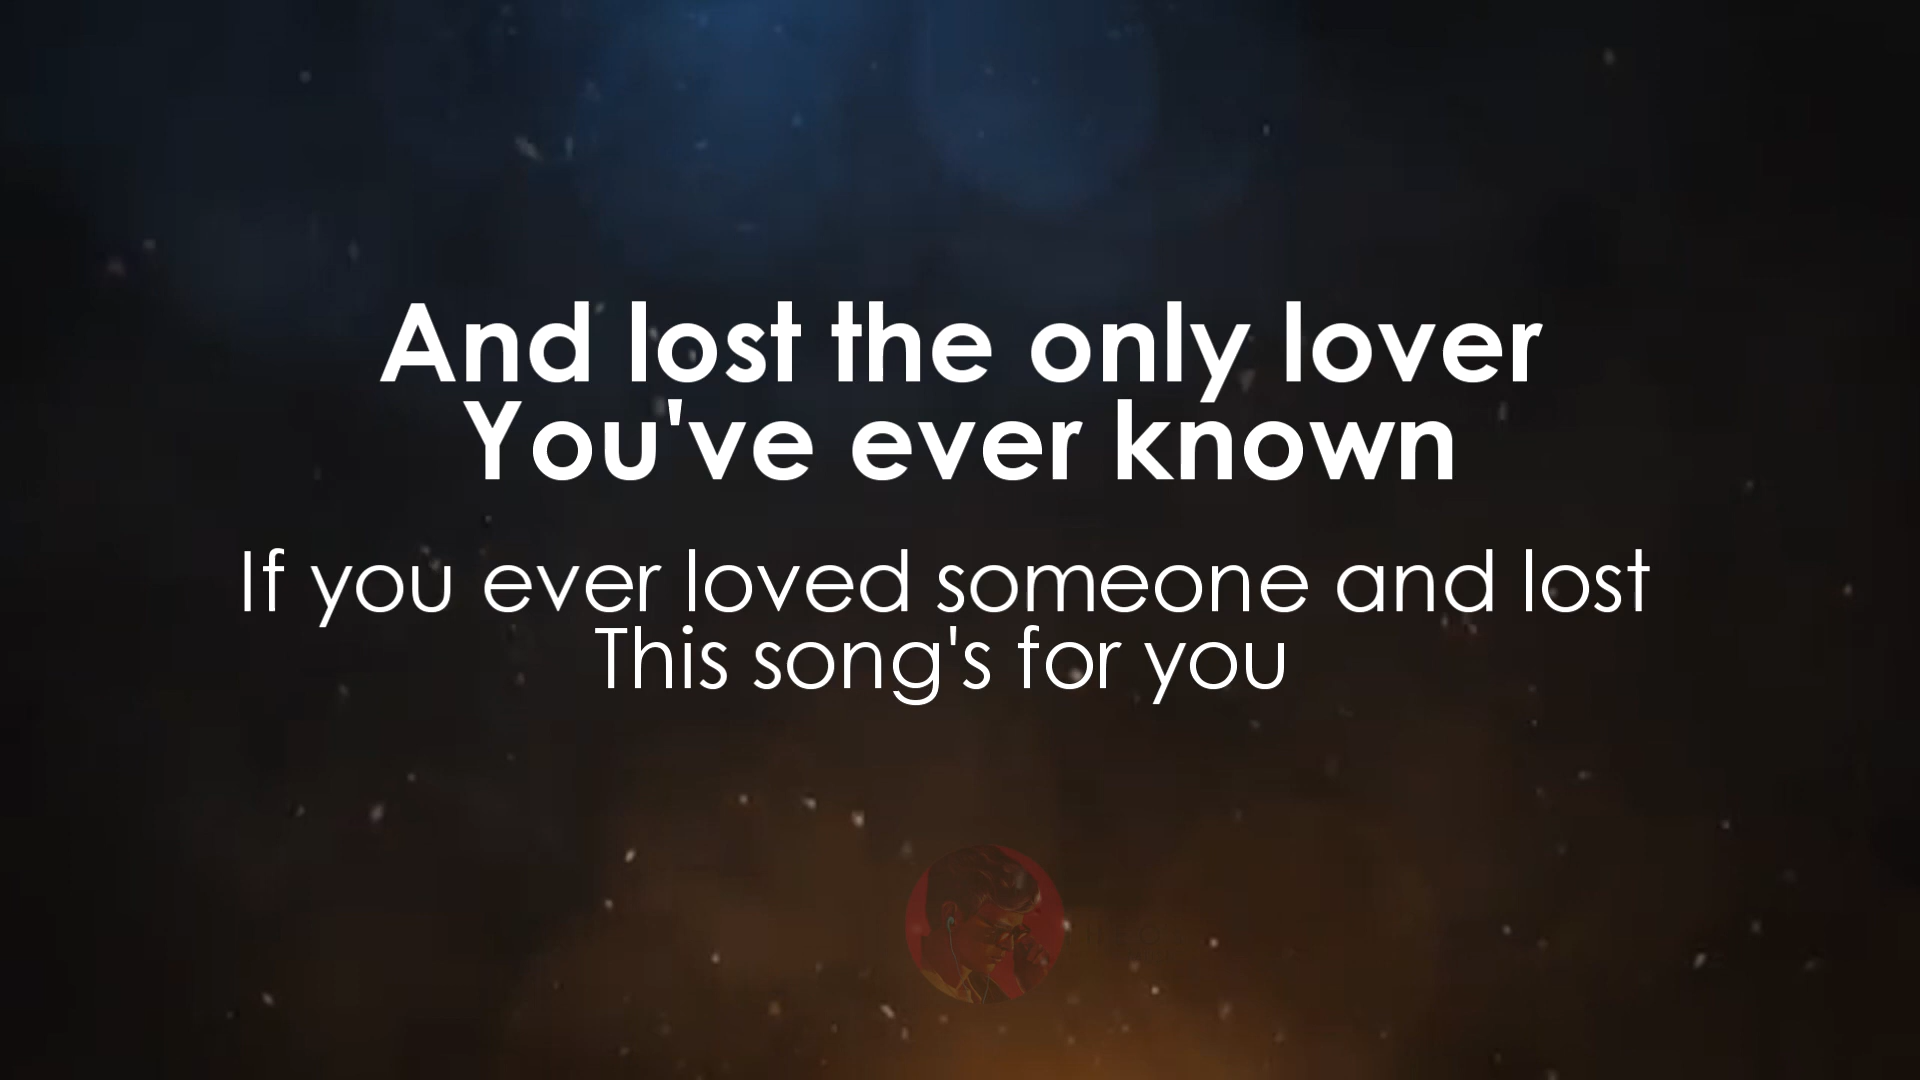 And lost the only lover
You've ever known
If you ever loved someone and lost
This song's for you